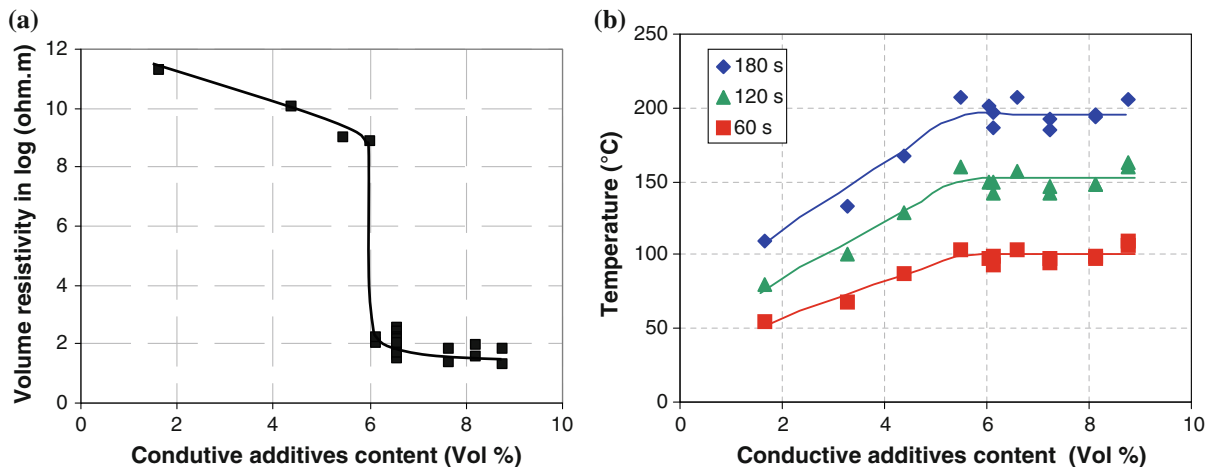 (a)
Volume resistivity in log (ohm.m)
12
10
8
6
4
2
0
0 2 4 6 8 10
Condutive additives content (Vol %)
(b)
Temperature (°C)
250
200
150
100
50
0
180 s
120 s
60 s
0 2 4 6 8 10
Conductive additives content (Vol %)